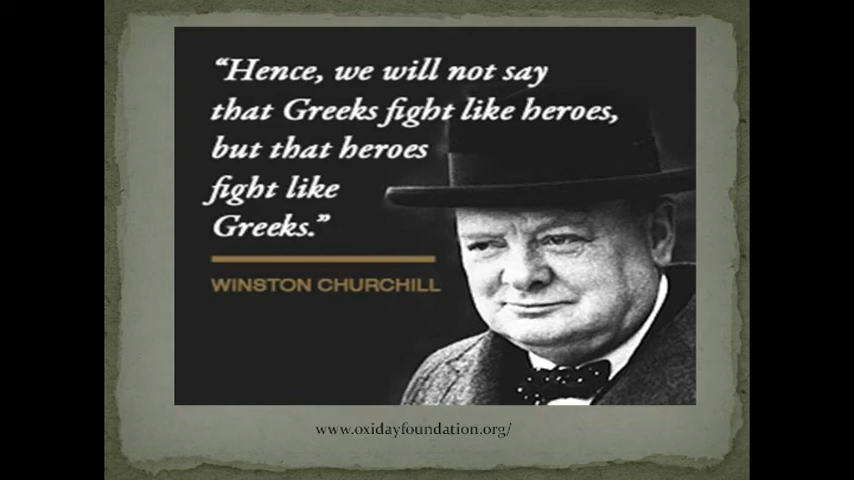 “Hence, we will not say
that Greeks fight like heroes,
but that heroes
fight like
Greeks.”
WINSTON CHURCHILL
www.oxidayfoundation.org/